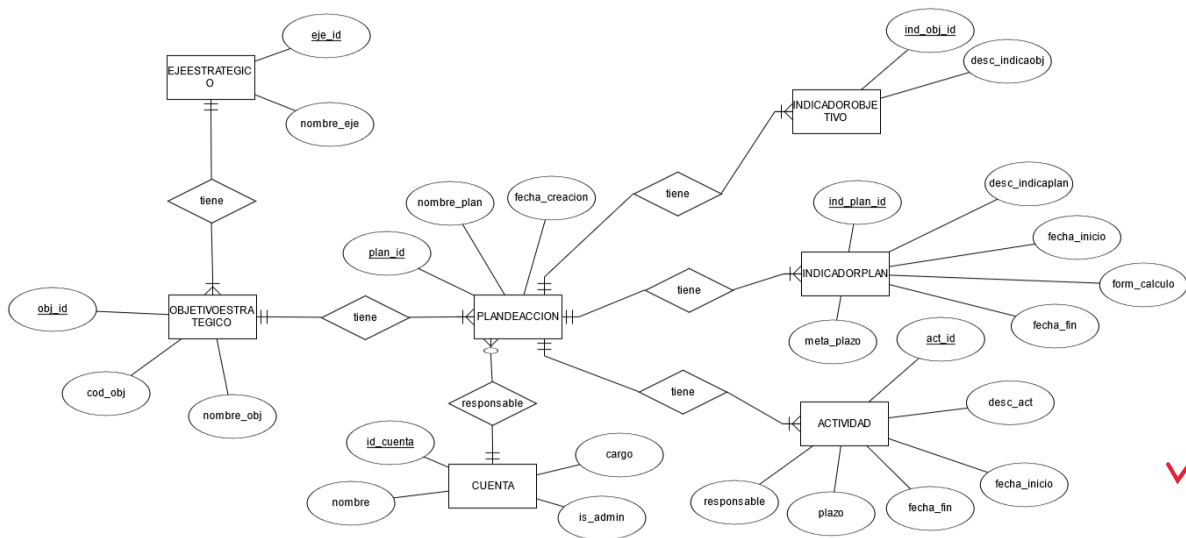 eje_id
EJEESTRATEGIC
O
nombre_eje
tiene
obj_id
OBJETIVOESTRA
TEGICO
cod_obj
nombre_obj
tiene
nombre_plan
fecha_creacion
plan_id
PLANDEACCION
responsable
id_cuenta
cargo
CUENTA
nombre
is_admin
tiene
ind_obj_id
desc_indicaobj
INDICADOROBJE
TIVO
tiene
ind_plan_id
desc_indicaplan
fecha_inicio
INDICADORPLAN
form_calculo
fecha_fin
meta_plazo
tiene
act_id
desc_act
ACTIVIDAD
fecha_inicio
responsable
plazo
fecha_fin